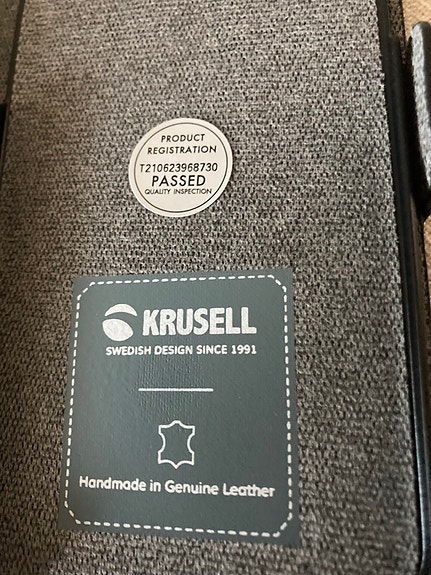 PRODUCT
REGISTRATION
T210623968730
PASSED
QUALITY INSPECTION
KRUSELL
SWEDISH DESIGN SINCE 1991
Handmade in Genuine Leather